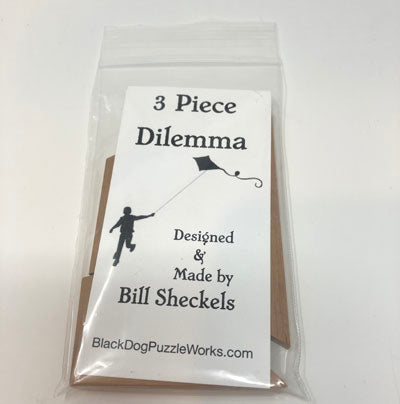 3 Piece
Dilemma
Designed
&
Made by
Bill Sheckels
BlackDogPuzzleWorks.com